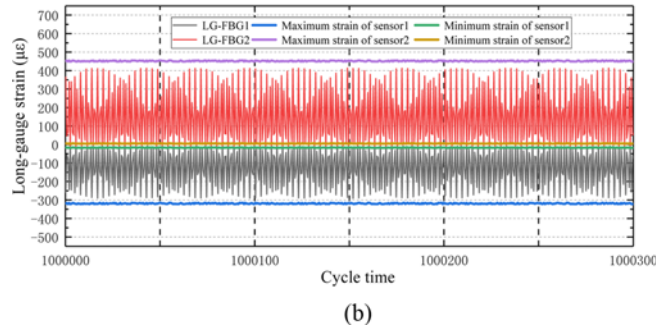 LG-FBG1 Maximum strain of sensor1 Minimum strain of sensor1
LG-FBG2 Maximum strain of sensor2 Minimum strain of sensor2
Long-gauge strain (με)
700
600
500
400
300
200
100
0
-100
-200
-300
-400
-500
1000000 1000100 1000200 1000300
Cycle time
(b)